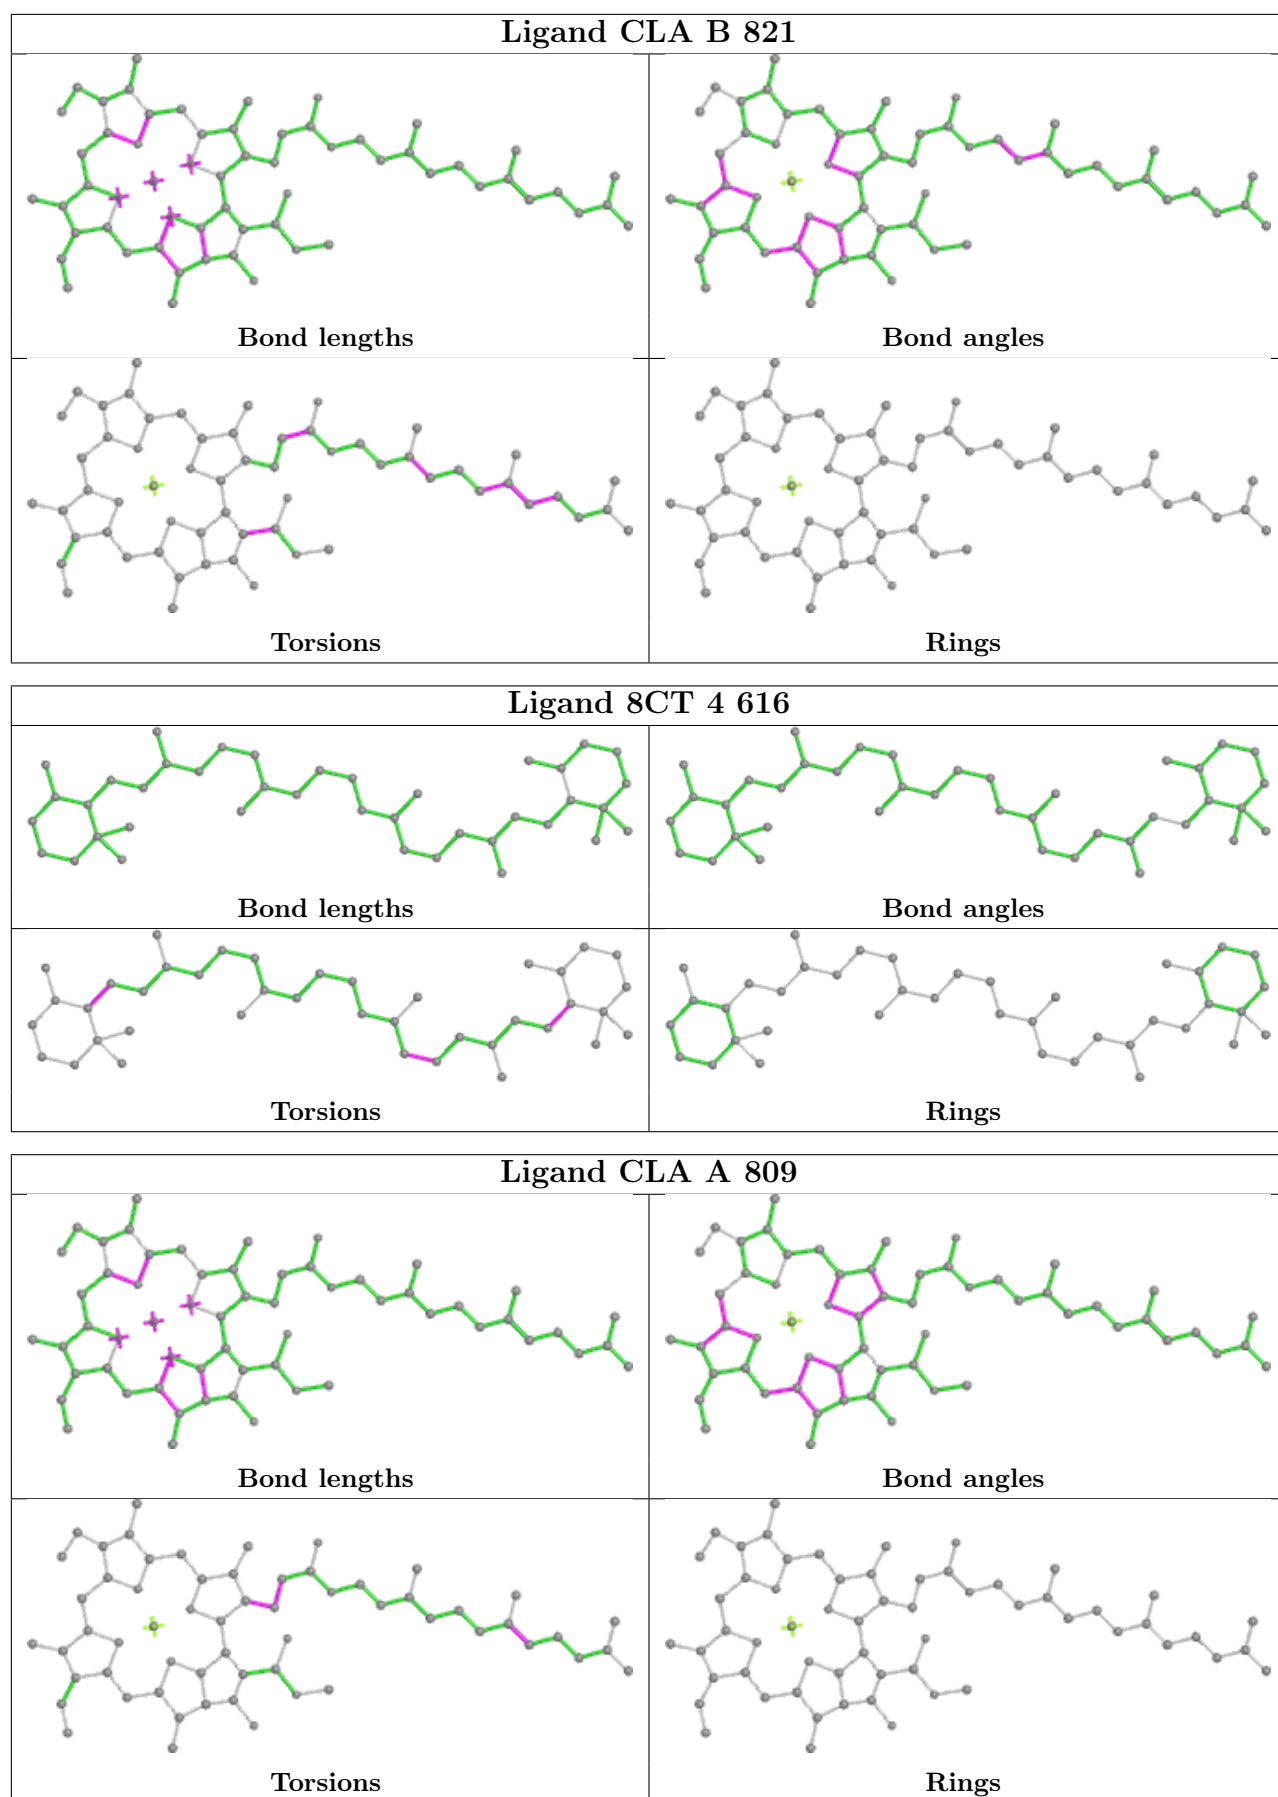 Ligand CLA B 821
Bond lengths
Bond angles
Torsions
Rings
Ligand 8CT 4 616
Bond lengths
Bond angles
Torsions
Rings
Ligand CLA A 809
Bond lengths
Bond angles
Torsions
Rings